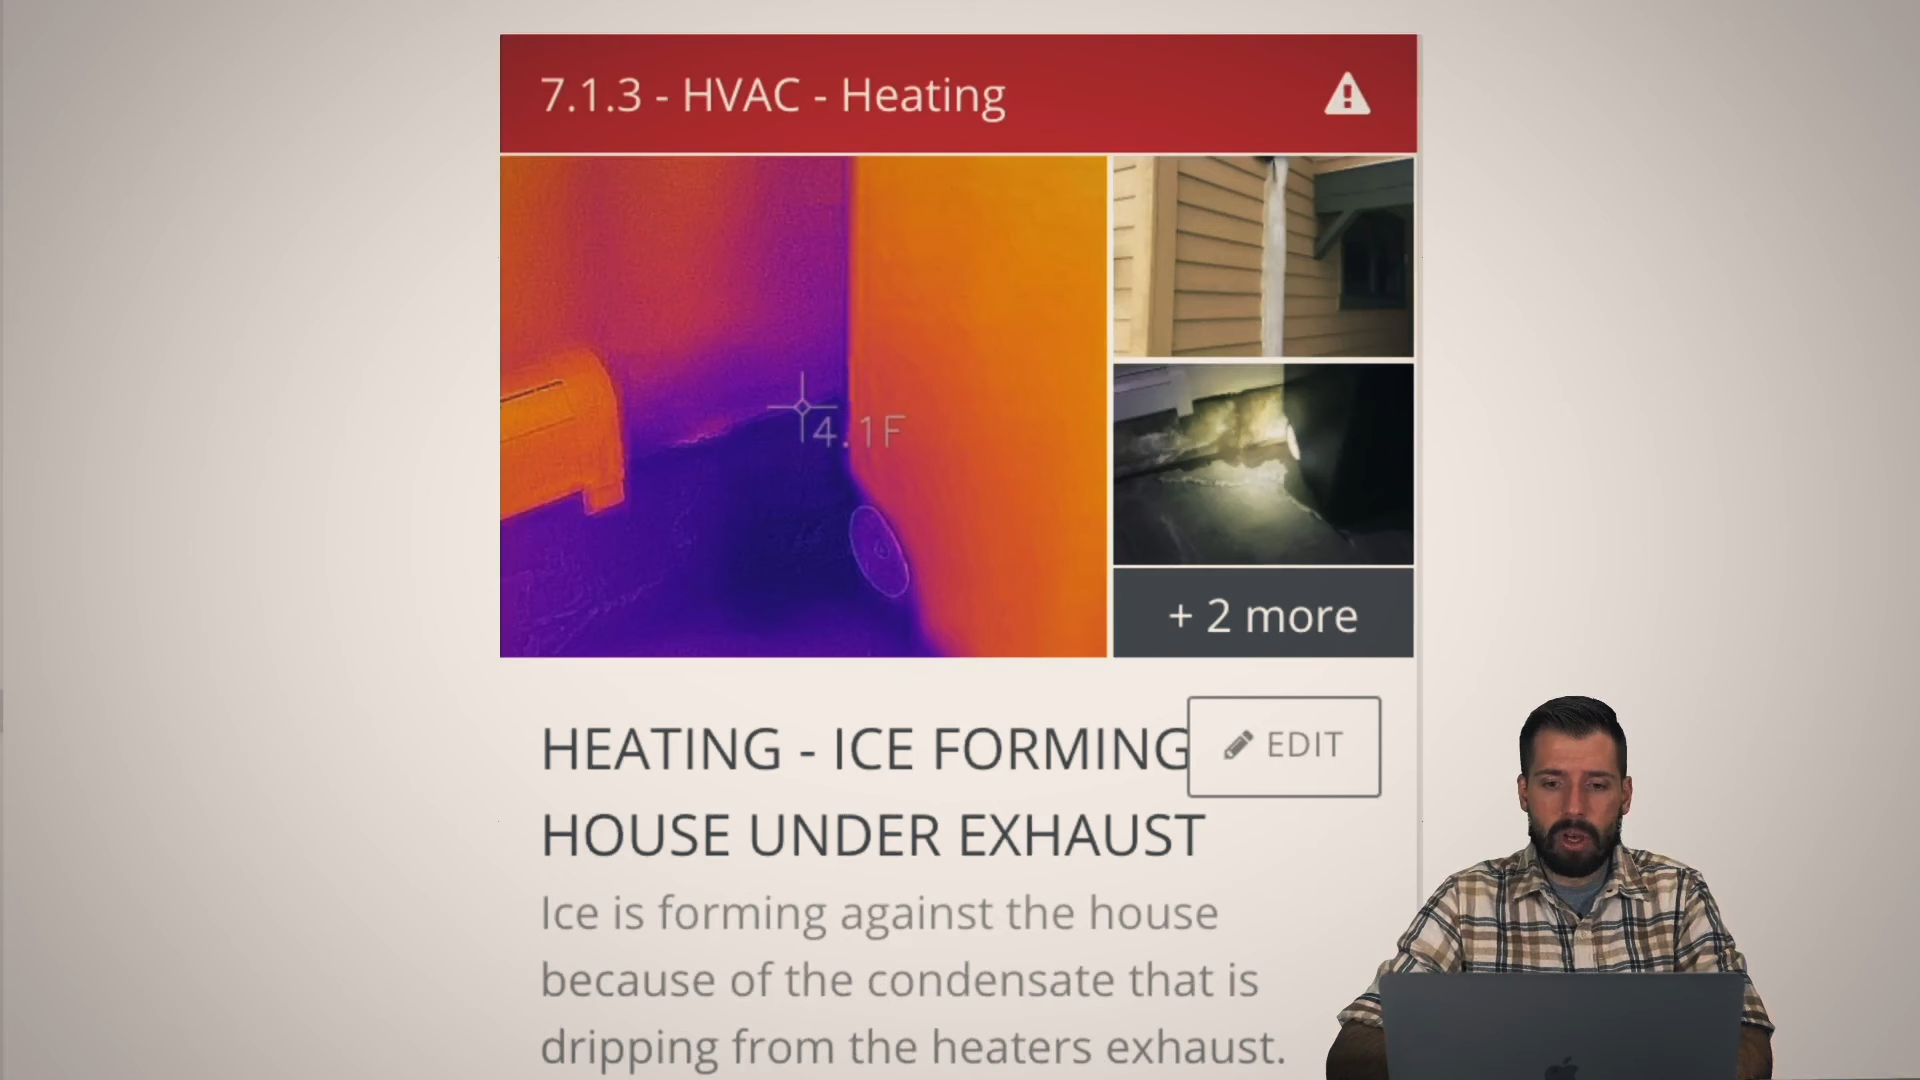 7.1.3 - HVAC - Heating
4.1F
+ 2 more
HEATING - ICE FORMING
EDIT
HOUSE UNDER EXHAUST
Ice is forming against the house
because of the condensate that is
dripping from the heaters exhaust.